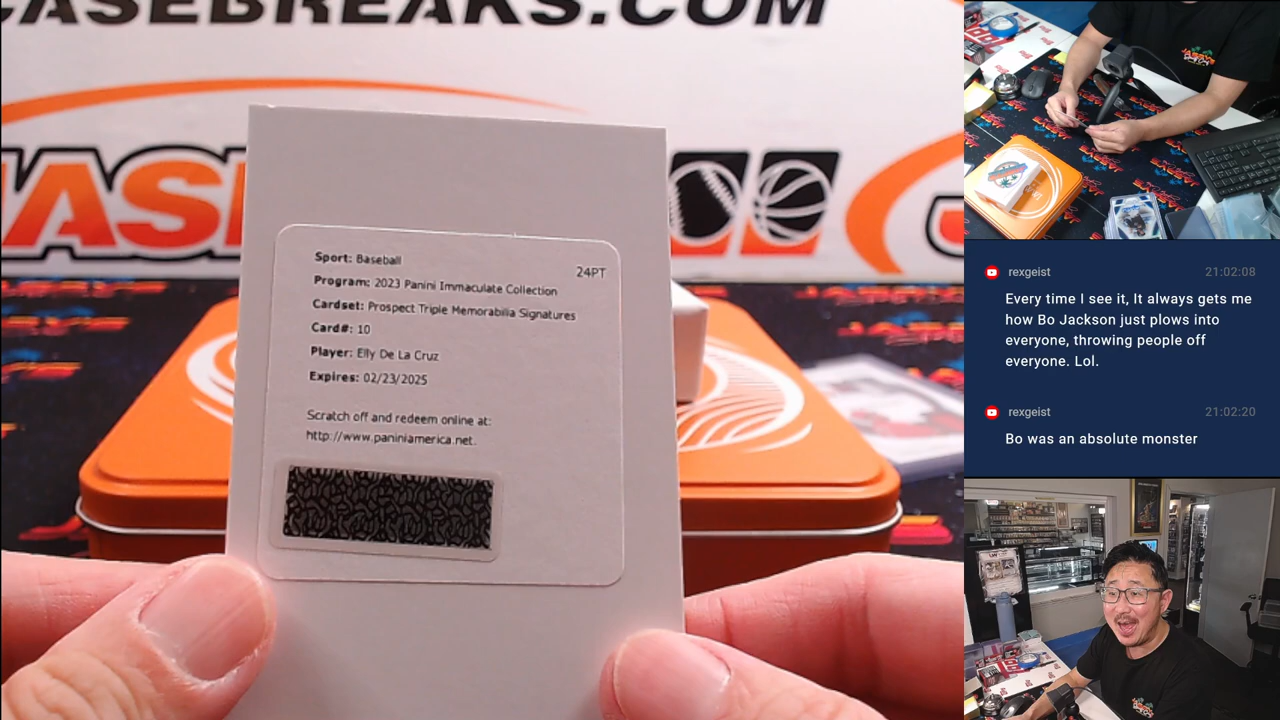 CASEBREAKS.COM
JASP
24PT
Sport: Baseball
Program: 2023 Panini Immaculate Collection
Cardset: Prospect Triple Memorabilia Signatures
Card#: 10
Player: Elly De La Cruz
Expires: 02/23/2025
Scratch off and redeem online at:
http://www.paniniamerica.net.
rexgeist 21:02:08
Every time I see it, It always gets me
how Bo Jackson just plows into
everyone, throwing people off
everyone. Lol.
rexgeist 21:02:20
Bo was an absolute monster